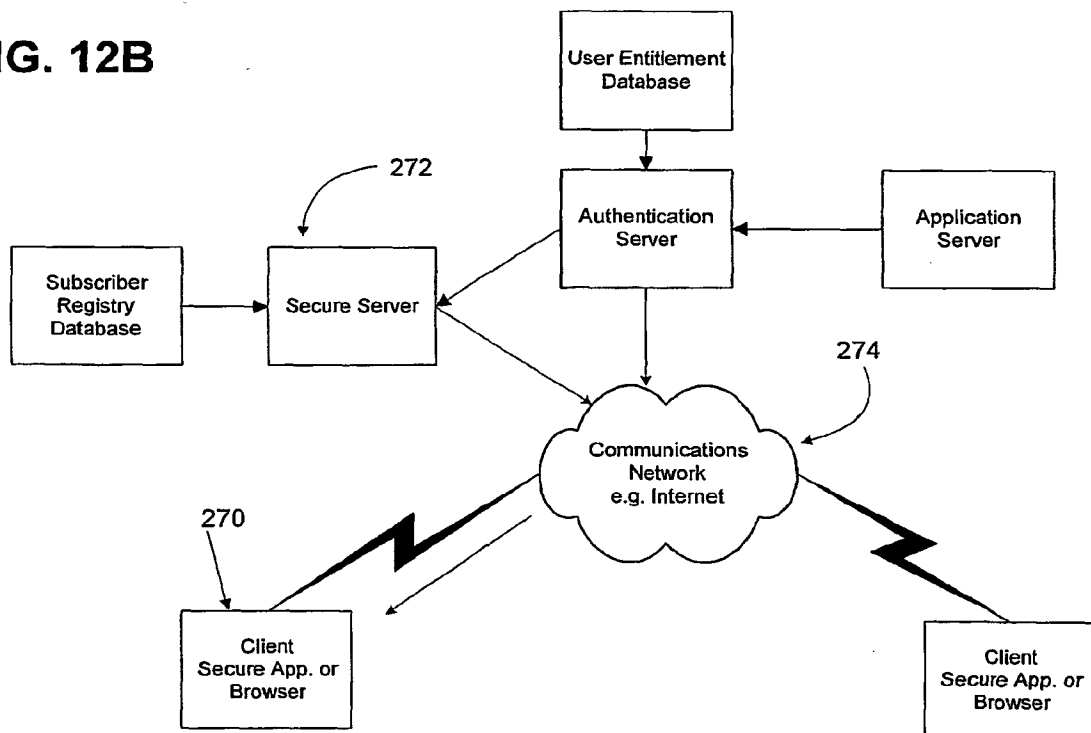 IG. 12B
User Entitlement
Database
272
Authentication
Server
Application
Server
Subscriber
Registry
Database
Secure Server
274
Communications
Network
e.g. Internet
270
Client
Secure App. or
Browser
Client
Secure App. or
Browser